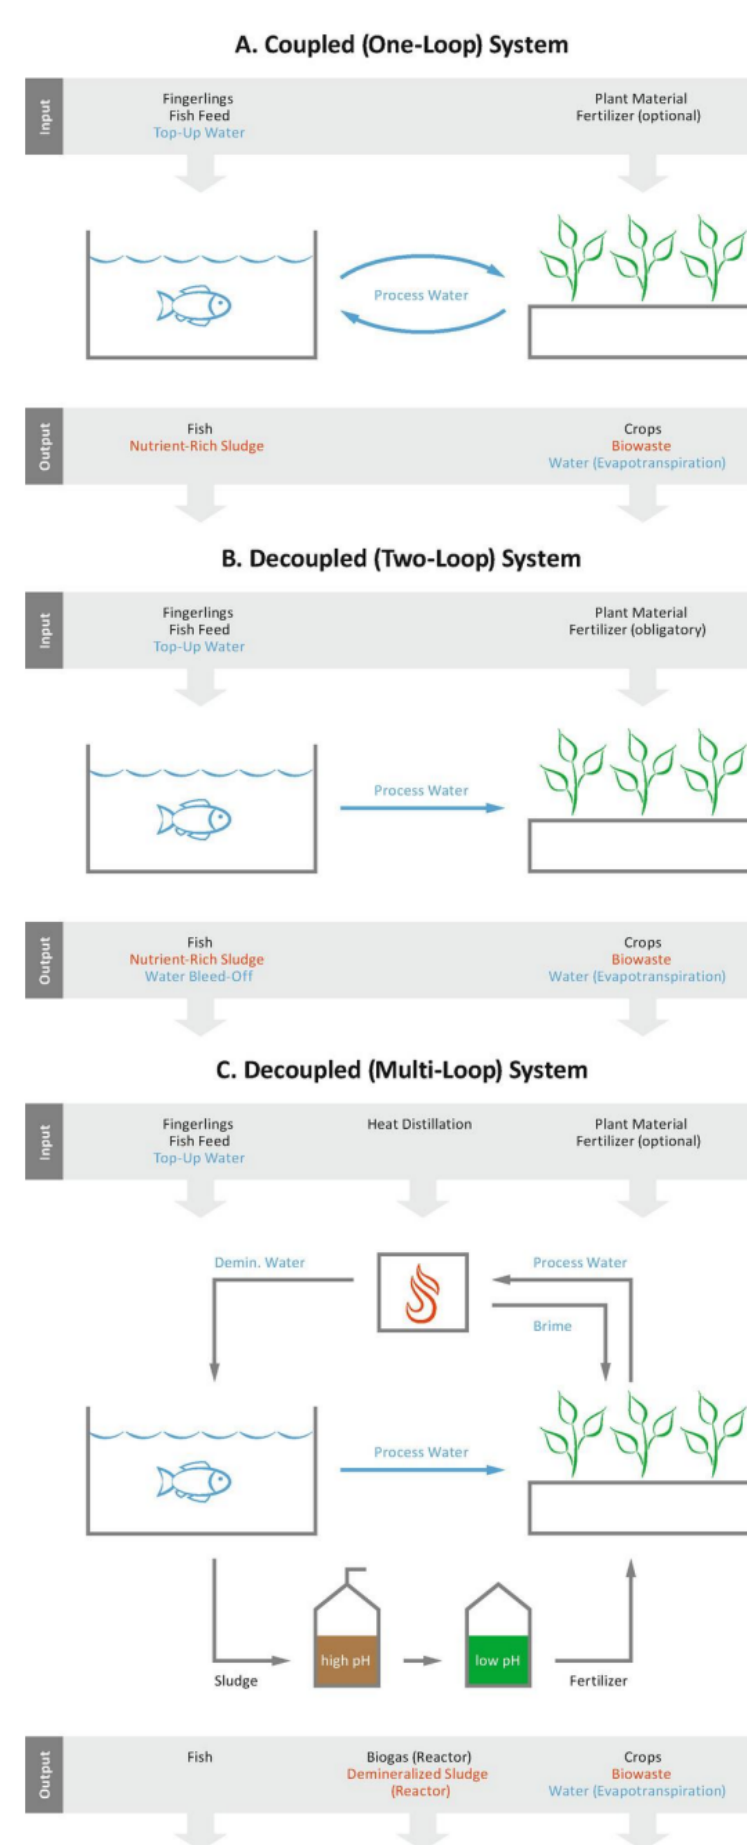 A. Coupled (One-Loop) System
Input
Fingerlings
Fish Feed
Top-Up Water
Plant Material
Fertilizer (optional)
Process Water
Output
Fish
Nutrient-Rich Sludge
Crops
Biowaste
Water (Evapotranspiration)
B. Decoupled (Two-Loop) System
Input
Fingerlings
Fish Feed
Top-Up Water
Plant Material
Fertilizer (obligatory)
Process Water
Output
Fish
Nutrient-Rich Sludge
Water Bleed-Off
Crops
Biowaste
Water (Evapotranspiration)
C. Decoupled (Multi-Loop) System
Input
Fingerlings
Fish Feed
Top-Up Water
Heat Distillation
Plant Material
Fertilizer (optional)
Demin. Water
Process Water
Brime
Process Water
high pH
low pH
Sludge
Fertilizer
Output
Fish
Biogas (Reactor)
Demineralized Sludge
(Reactor)
Crops
Biowaste
Water (Evapotranspiration)